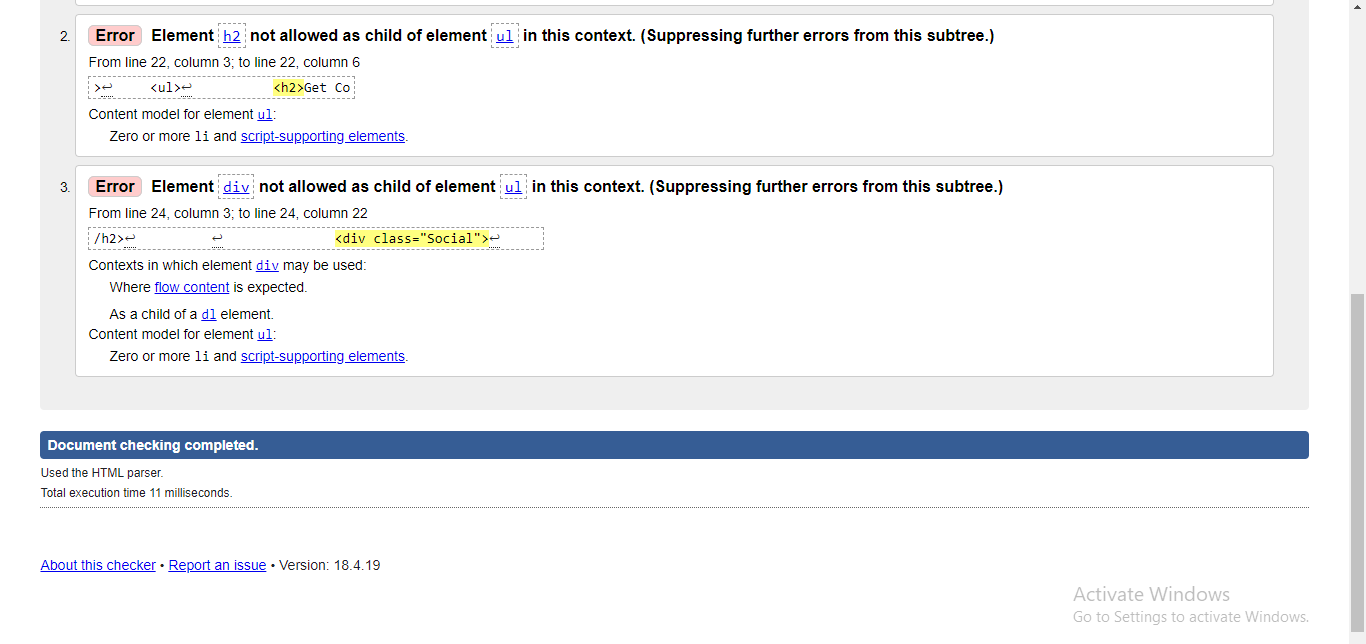 2. Error Element h2 not allowed as child of element ul in this context. (Suppressing further errors from this subtree.)
From line 22, column 3; to line 22, column 6
>↩ <ul>↩ <h2>Get Co
Content model for element ul:
Zero or more li and script-supporting elements.
3. Error Element div not allowed as child of element ul in this context. (Suppressing further errors from this subtree.)
From line 24, column 3; to line 24, column 22
/h2>↩ ↩ <div class="Social">↩
Contexts in which element div may be used:
Where flow content is expected.
As a child of a dl element.
Content model for element ul:
Zero or more li and script-supporting elements.
Document checking completed.
Used the HTML parser.
Total execution time 11 milliseconds.
About this checker • Report an issue • Version: 18.4.19
Activate Windows
Go to Settings to activate Windows.